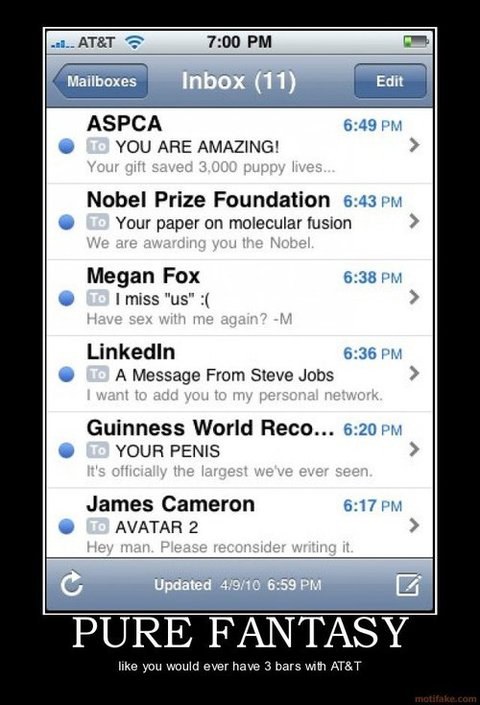 AT&T 7:00 PM
Mailboxes Inbox (11) Edit
ASPCA 6:49 PM
To YOU ARE AMAZING!
Your gift saved 3,000 puppy lives...
Nobel Prize Foundation 6:43 PM
To Your paper on molecular fusion
We are awarding you the Nobel.
Megan Fox 6:38 PM
To I miss "us" :(
Have sex with me again? -M
LinkedIn 6:36 PM
To A Message From Steve Jobs
I want to add you to my personal network.
Guinness World Reco... 6:20 PM
To YOUR PENIS
It's officially the largest we've ever seen.
James Cameron 6:17 PM
To AVATAR 2
Hey man. Please reconsider writing it.
Updated 4/9/10 6:59 PM
PURE FANTASY
like you would ever have 3 bars with AT&T
motifake.com